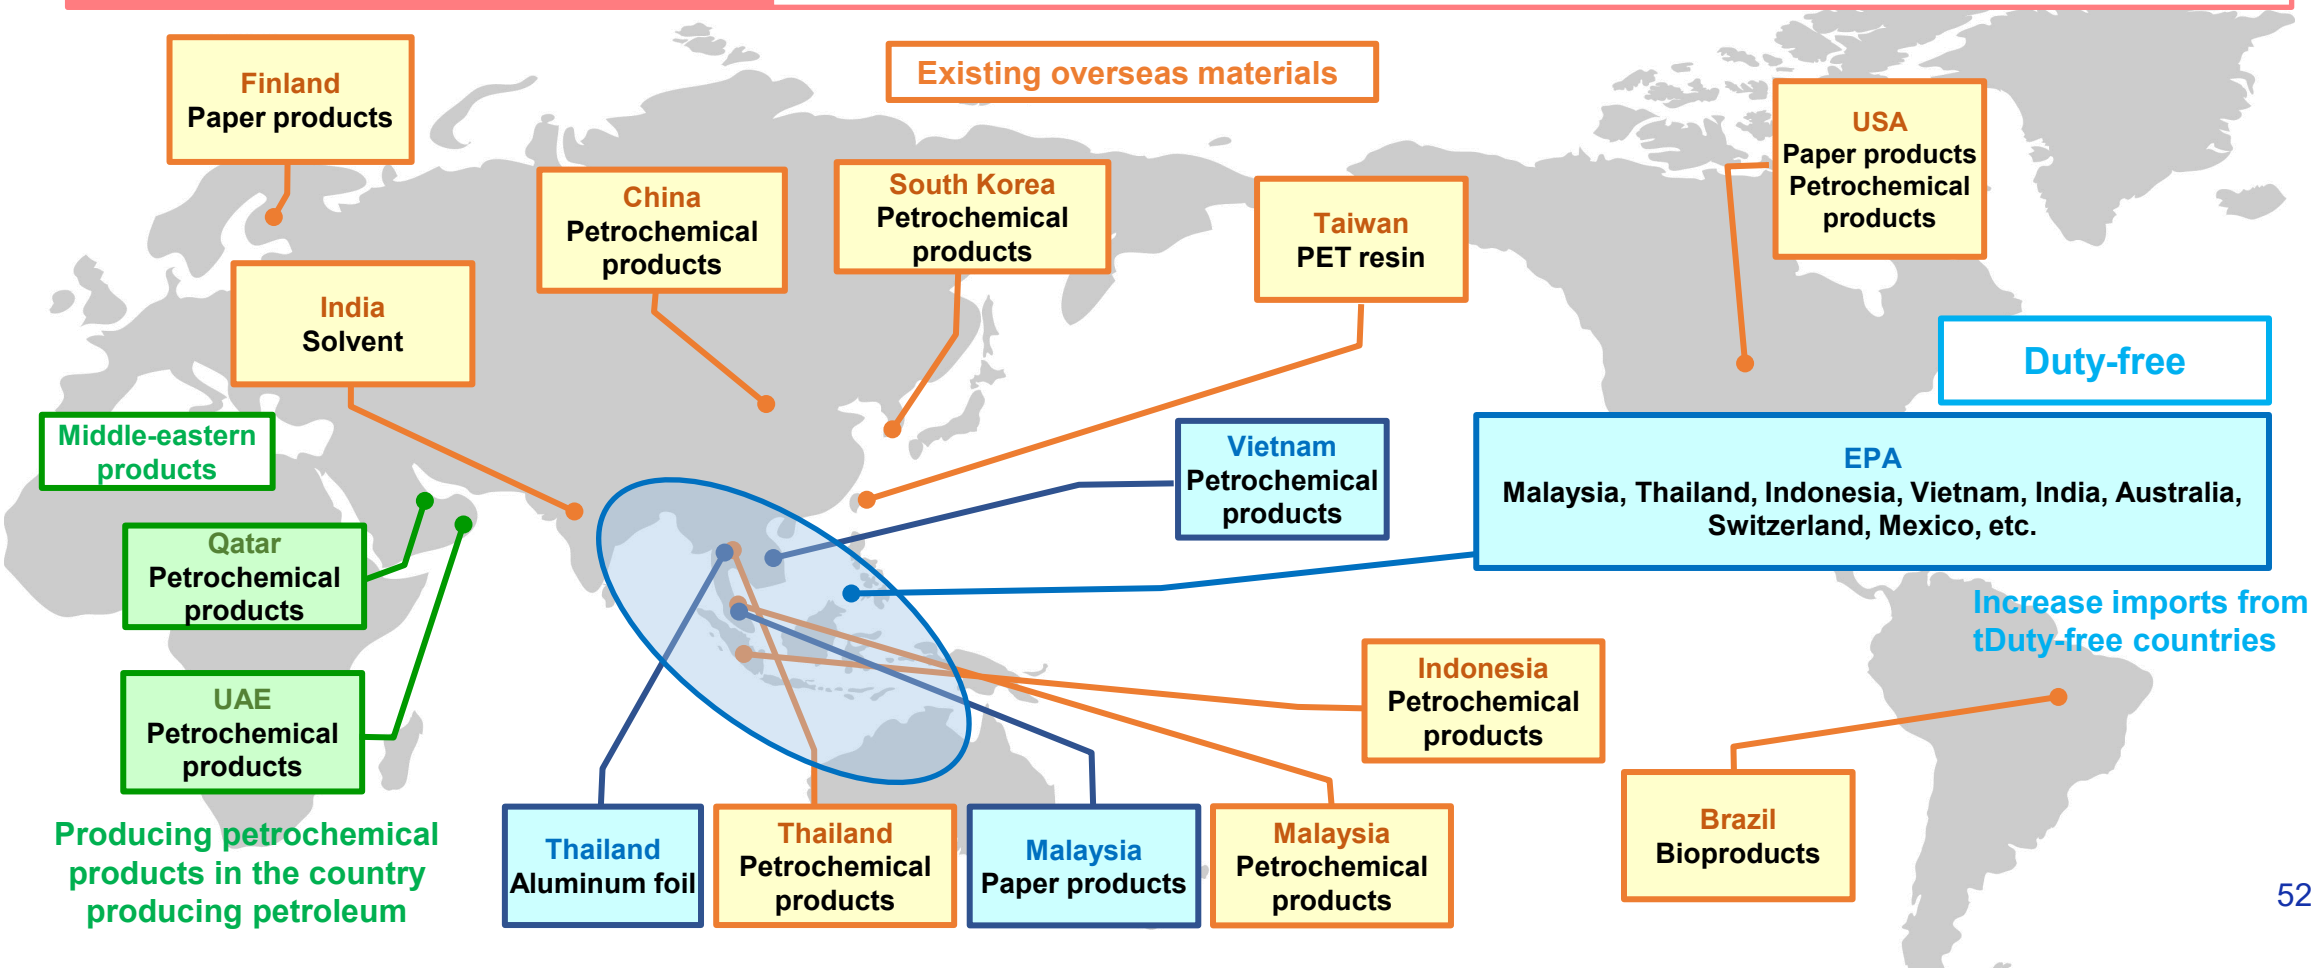 Existing overseas materials
Finland
Paper products
China
Petrochemical
products
South Korea
Petrochemical
products
Taiwan
PET resin
USA
Paper products
Petrochemical
products
India
Solvent
Duty-free
Middle-eastern
products
Vietnam
Petrochemical
products
EPA
Malaysia, Thailand, Indonesia, Vietnam, India, Australia,
Switzerland, Mexico, etc.
Qatar
Petrochemical
products
Increase imports from
tDuty-free countries
UAE
Petrochemical
products
Indonesia
Petrochemical
products
Producing petrochemical
products in the country
producing petroleum
Thailand
Aluminum foil
Thailand
Petrochemical
products
Malaysia
Paper products
Malaysia
Petrochemical
products
Brazil
Bioproducts
52